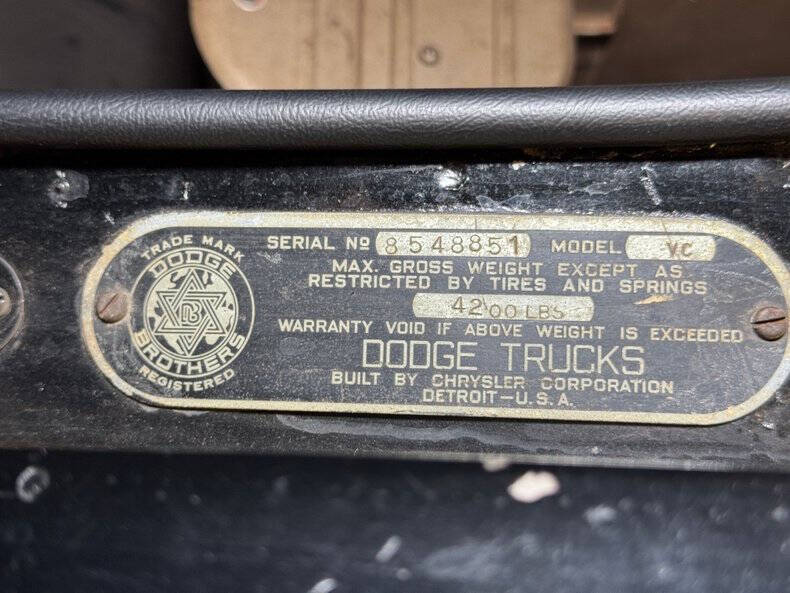 TRADE MARK
DODGE
DB
BROTHERS
REGISTERED
SERIAL Nº 8548851 MODEL VC
MAX. GROSS WEIGHT EXCEPT AS
RESTRICTED BY TIRES AND SPRINGS
4200 LBS
WARRANTY VOID IF ABOVE WEIGHT IS EXCEEDED
DODGE TRUCKS
BUILT BY CHRYSLER CORPORATION
DETROIT-U.S.A.